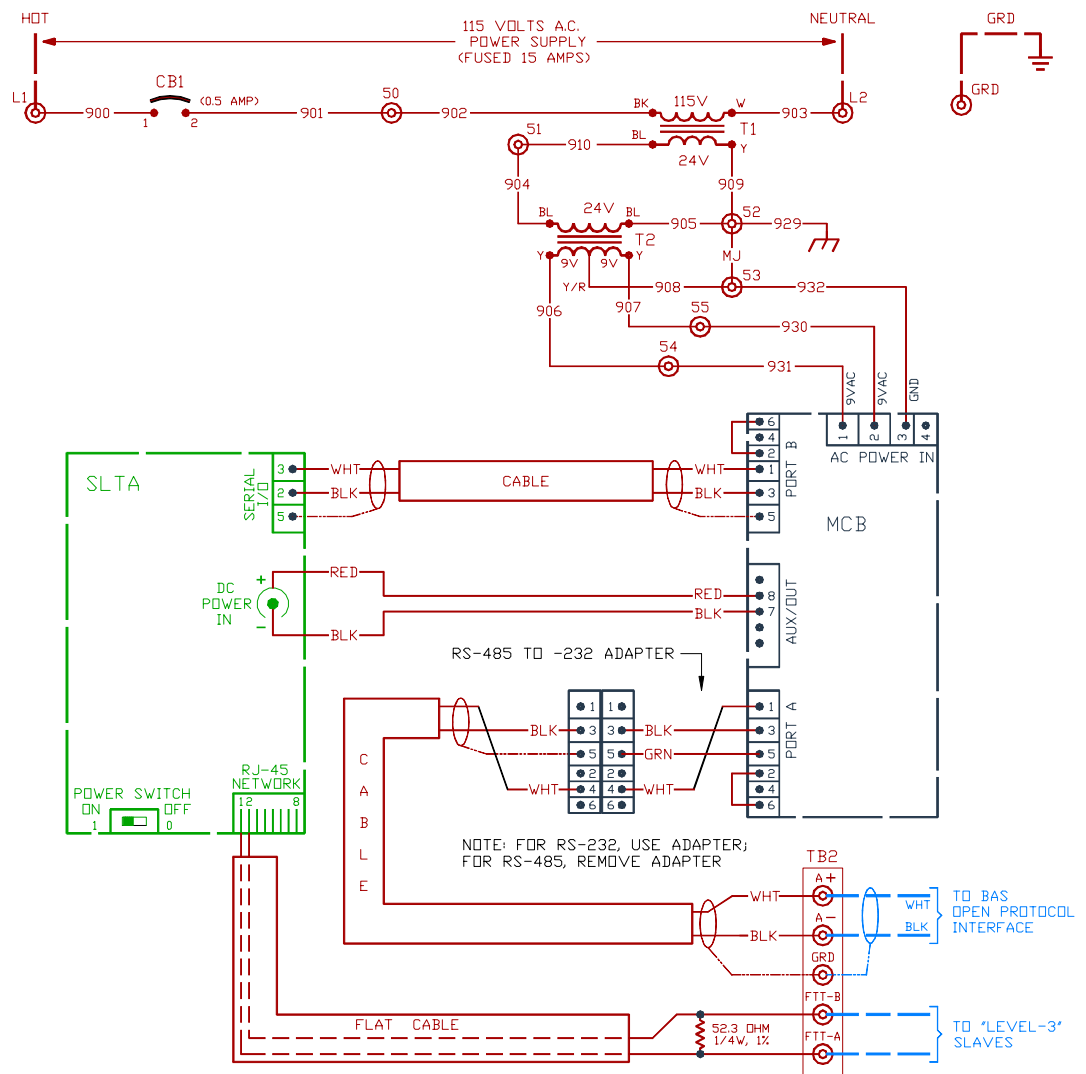 HOT
115 VOLTS A.C.
POWER SUPPLY
(FUSED 15 AMPS)
NEUTRAL
GRD
CB1
(0.5 AMP)
L1
900
1
2
901
50
902
BK
115V
W
903
L2
GRD
T1
51
910
BL
24V
Y
904
909
BL
24V
BL
905
52
929
T2
Y
9V
9V
Y
MJ
53
Y/R
908
932
906
907
55
930
54
931
9VAC
9VAC
GND
1
2
3
4
AC POWER IN
6
4
2
1
3
5
PORT B
MCB
SLTA
SERIAL
I/O
3
2
5
WHT
BLK
CABLE
WHT
BLK
DC
POWER
IN
+
-
RED
BLK
RED
BLK
8
7
AUX/OUT
RS-485 TO -232 ADAPTER
1
3
5
2
4
6
1
3
5
2
4
6
BLK
WHT
BLK
GRN
WHT
1
3
5
2
4
6
PORT A
CABLE
RJ-45
NETWORK
12
8
POWER SWITCH
ON
OFF
1
0
NOTE: FOR RS-232, USE ADAPTER;
FOR RS-485, REMOVE ADAPTER
TB2
A+
WHT
WHT
TO BAS
OPEN PROTOCOL
INTERFACE
A-
BLK
BLK
GRD
FTT-B
FLAT CABLE
52.3 OHM
1/4W, 1%
FTT-A
TO "LEVEL-3"
SLAVES